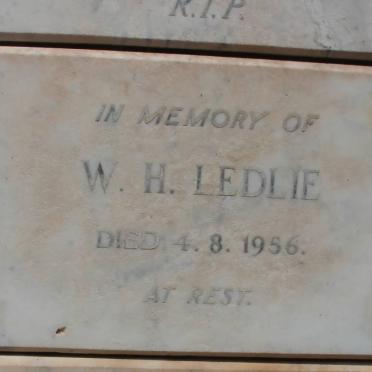 R.I.P.
IN MEMORY OF
W. H. LEDLIE
DIED 4. 8. 1956.
AT REST.